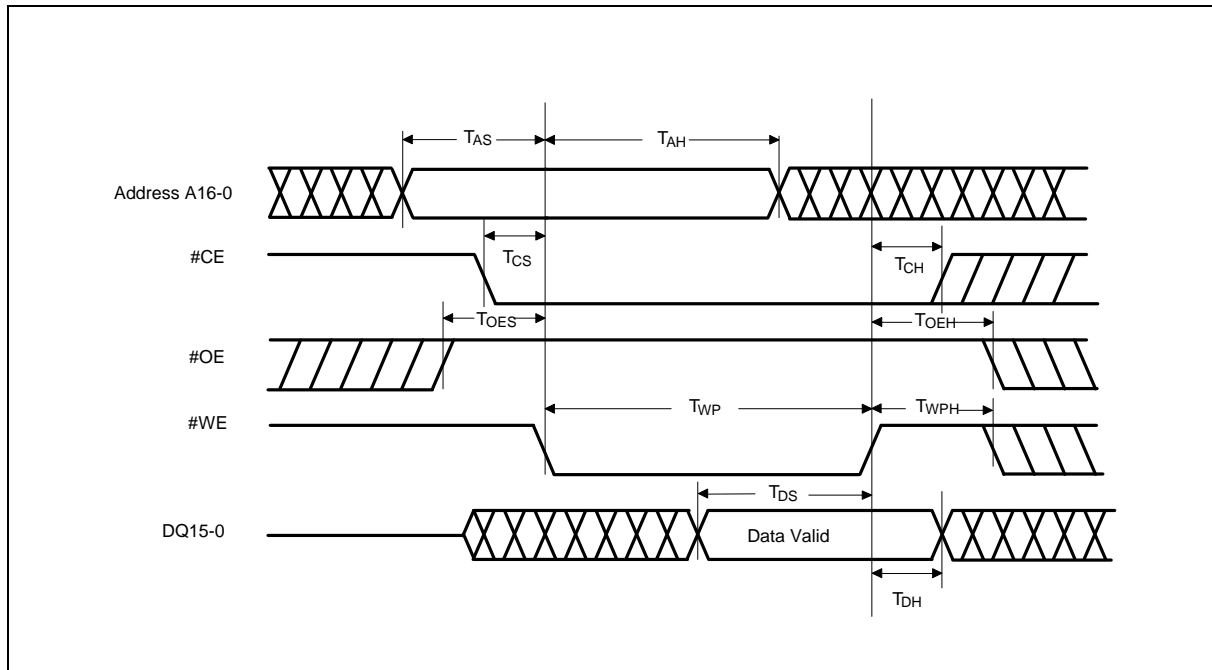 TAS
TAH
Address A16-0
TCS
TCH
#CE
TOES
TOEH
#OE
TWP
TWPH
#WE
TDS
DQ15-0
Data Valid
TDH